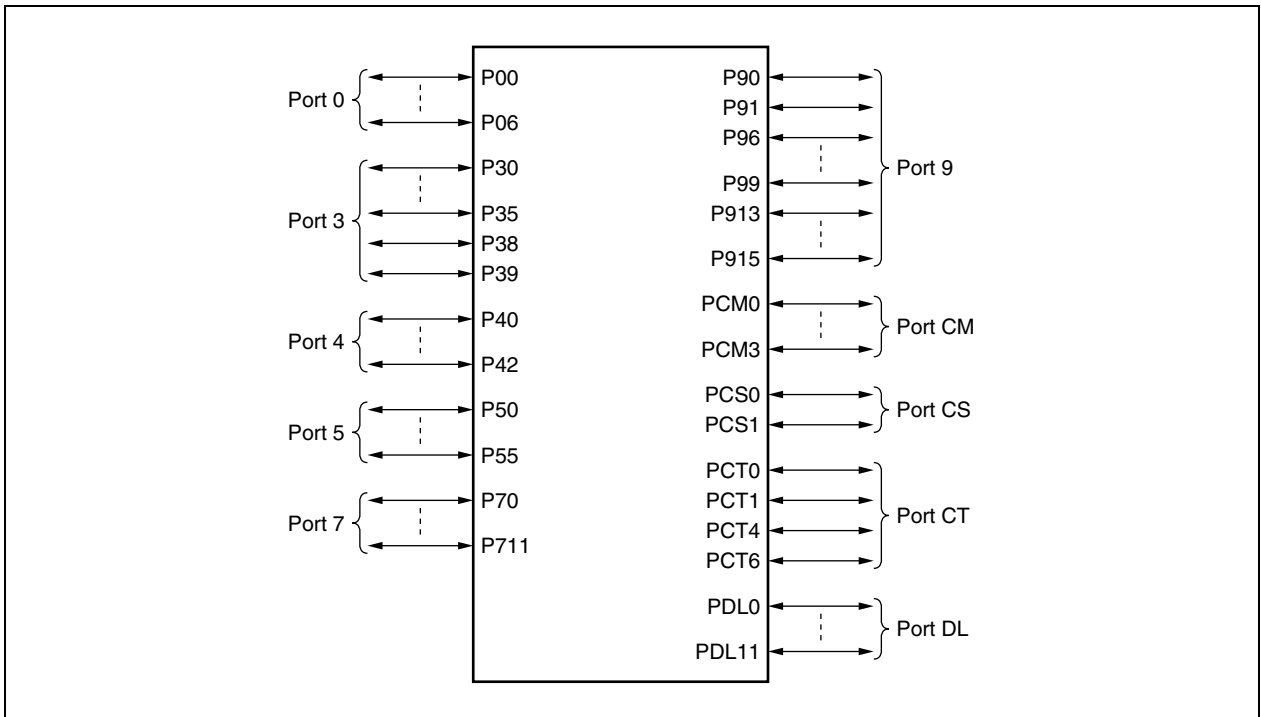 Port 0
P00
P06
Port 3
P30
P35
P38
P39
Port 4
P40
P42
Port 5
P50
P55
Port 7
P70
P711
P90
P91
P96
P99
P913
P915
Port 9
PCM0
PCM3
Port CM
PCS0
PCS1
Port CS
PCT0
PCT1
PCT4
PCT6
Port CT
PDL0
PDL11
Port DL